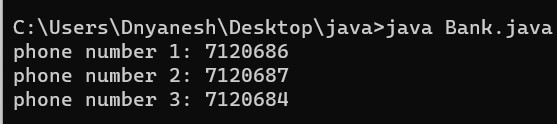 C:\Users\Dnyanesh\Desktop\java>java Bank.java
phone number 1: 7120686
phone number 2: 7120687
phone number 3: 7120684